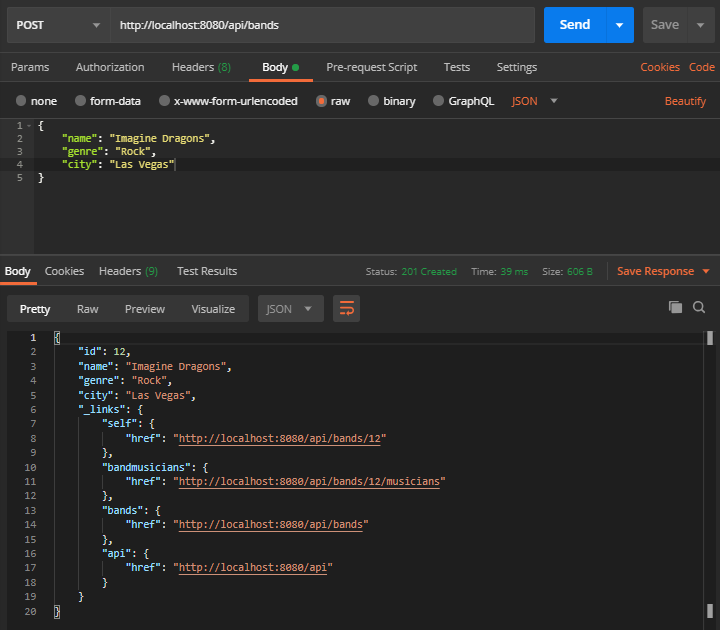 POST http://localhost:8080/api/bands Send Save
Params Authorization Headers (8) Body Pre-request Script Tests Settings Cookies Code
none form-data x-www-form-urlencoded raw binary GraphQL JSON Beautify
1 {
2 "name": "Imagine Dragons",
3 "genre": "Rock",
4 "city": "Las Vegas"
5 }
Body Cookies Headers (9) Test Results Status: 201 Created Time: 39 ms Size: 606 B Save Response
Pretty Raw Preview Visualize JSON
1 {
2 "id": 12,
3 "name": "Imagine Dragons",
4 "genre": "Rock",
5 "city": "Las Vegas",
6 "_links": {
7 "self": {
8 "href": "http://localhost:8080/api/bands/12"
9 },
10 "bandmusicians": {
11 "href": "http://localhost:8080/api/bands/12/musicians"
12 },
13 "bands": {
14 "href": "http://localhost:8080/api/bands"
15 },
16 "api": {
17 "href": "http://localhost:8080/api"
18 }
19 }
20 }